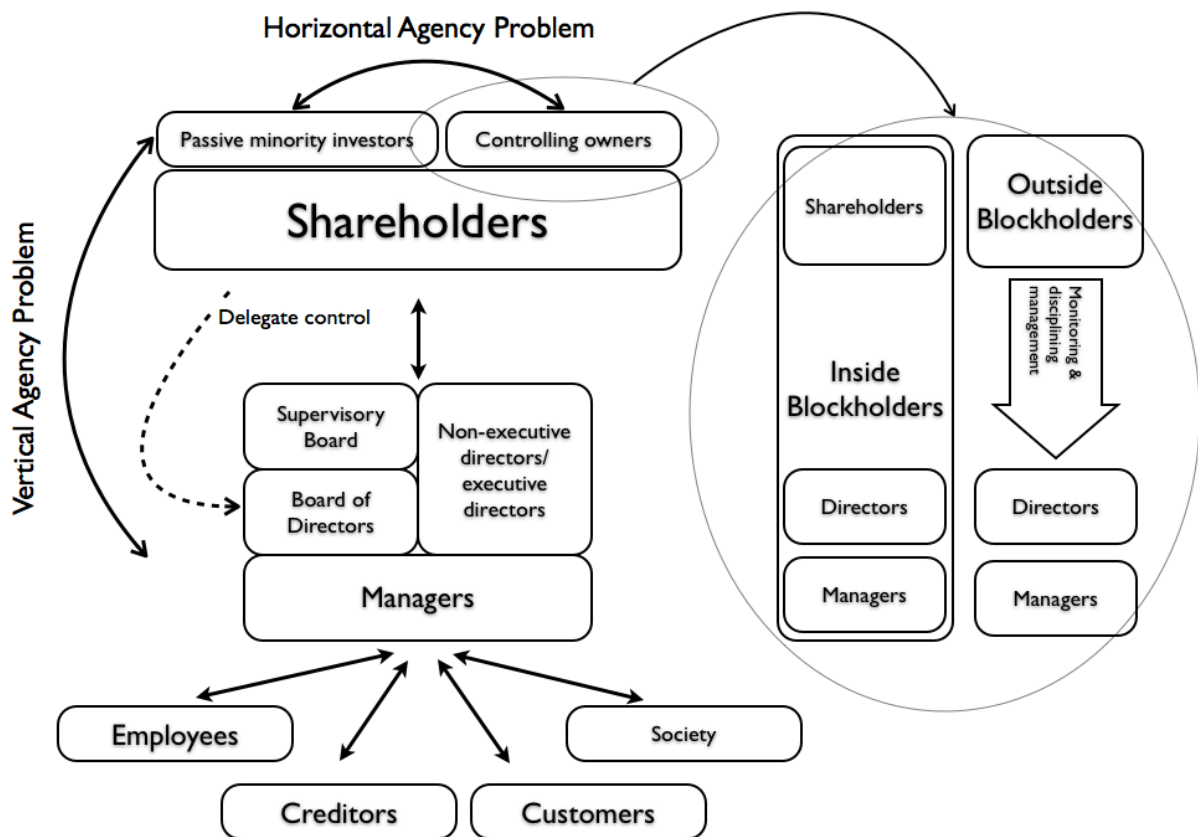 Horizontal Agency Problem
Passive minority investors
Controlling owners
Shareholders
Vertical Agency Problem
Delegate control
Supervisory
Board
Board of
Directors
Non-executive
directors/
executive
directors
Managers
Employees
Creditors
Customers
Society
Shareholders
Inside
Blockholders
Directors
Managers
Outside
Blockholders
Monitoring &
disciplining
management
Directors
Managers